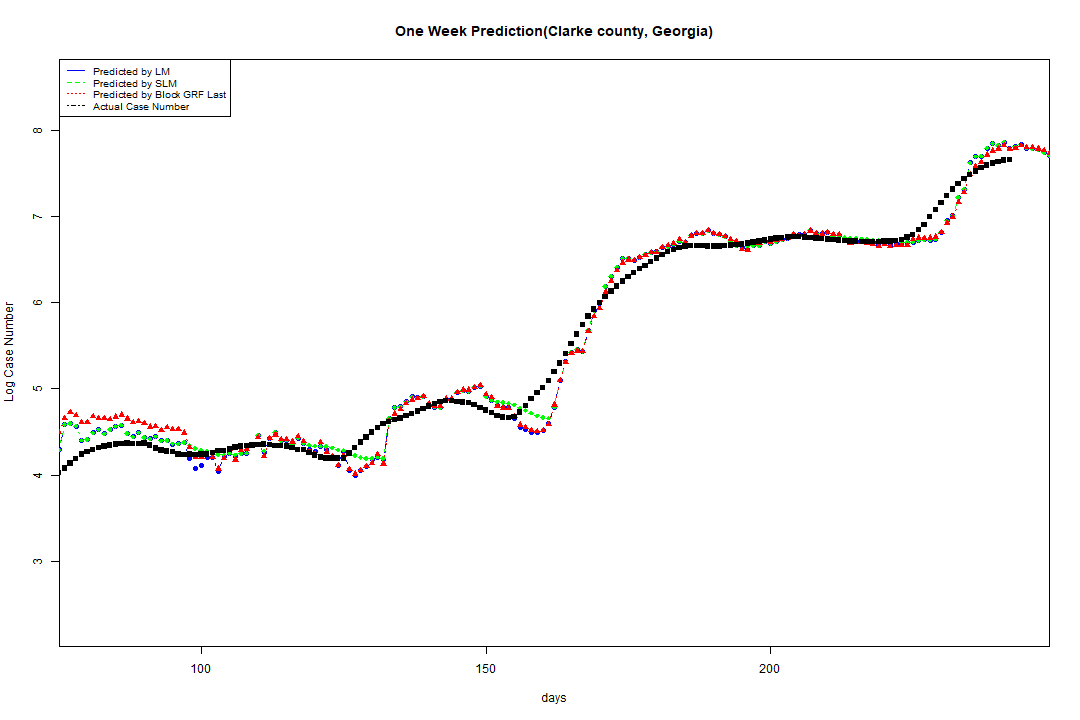 One Week Prediction(Clarke county, Georgia)
Predicted by LM
Predicted by SLM
Predicted by Block GRF Last
Actual Case Number
8
7
6
5
4
3
Log Case Number
100 150 200
days